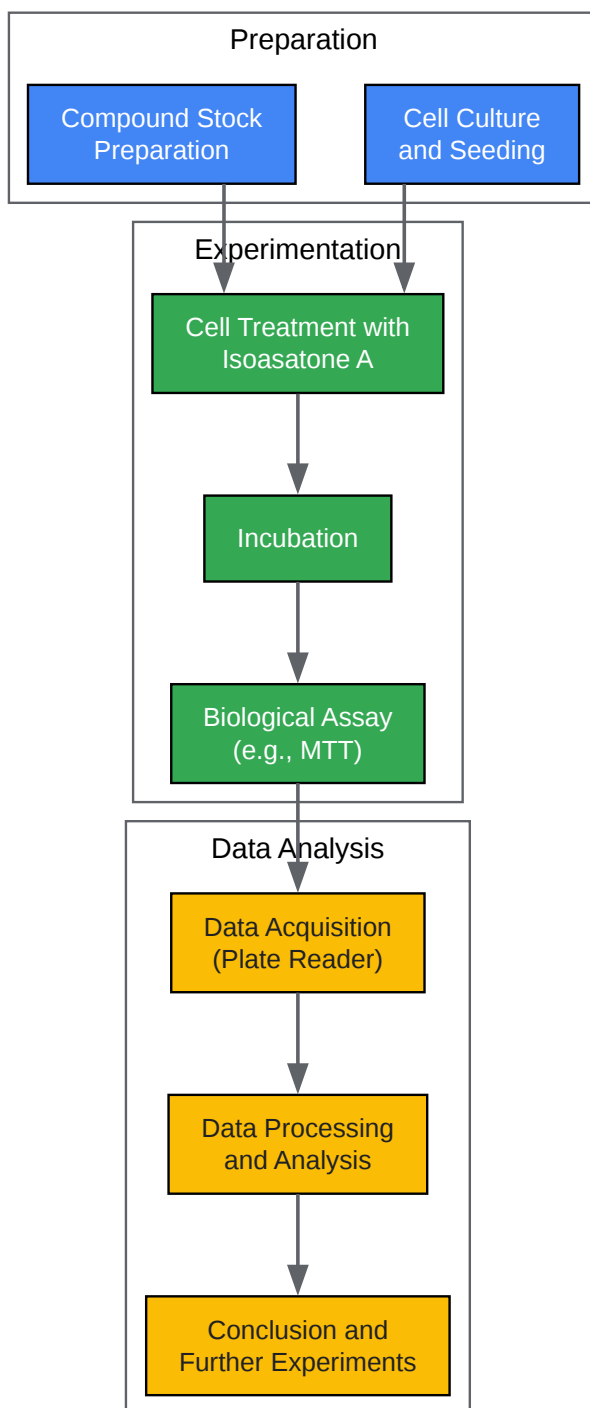 Preparation
Compound Stock
Preparation
Cell Culture
and Seeding
Experimentation
Cell Treatment with
Isoasatone A
Incubation
Biological Assay
(e.g., MTT)
Data Analysis
Data Acquisition
(Plate Reader)
Data Processing
and Analysis
Conclusion and
Further Experiments